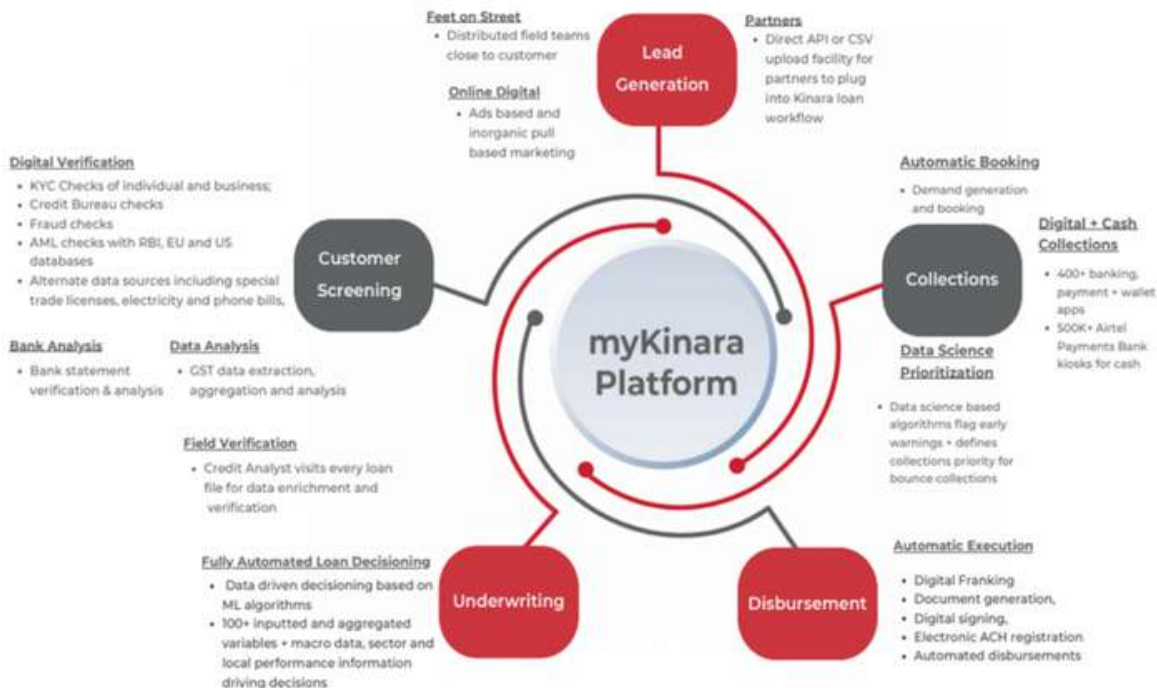 Feet on Street
• Distributed field teams
close to customer
Online Digital
• Ads based and
inorganic pull
based marketing
Lead
Generation
Partners
• Direct API or CSV
upload facility for
partners to plug
into Kinara loan
workflow
Digital Verification
• KYC Checks of individual and business;
• Credit Bureau checks
• Fraud checks
• AML checks with RBI, EU and US
databases
• Alternate data sources including special
trade licenses, electricity and phone bills,
Customer
Screening
Bank Analysis
• Bank statement
verification & analysis
Data Analysis
• GST data extraction,
aggregation and analysis
Field Verification
• Credit Analyst visits every loan
file for data enrichment and
verification
myKinara
Platform
Automatic Booking
• Demand generation
and booking
Collections
Digital + Cash
Collections
• 400+ banking,
payment + wallet
apps
• 500K+ Airtel
Payments Bank
kiosks for cash
Data Science
Prioritization
• Data science based
algorithms flag early
warnings + defines
collections priority for
bounce collections
Fully Automated Loan Decisioning
• Data driven decisioning based on
ML algorithms
• 100+ inputted and aggregated
variables + macro data, sector and
local performance information
driving decisions
Underwriting
Disbursement
Automatic Execution
• Digital Franking
• Document generation,
• Digital signing,
• Electronic ACH registration
• Automated disbursements